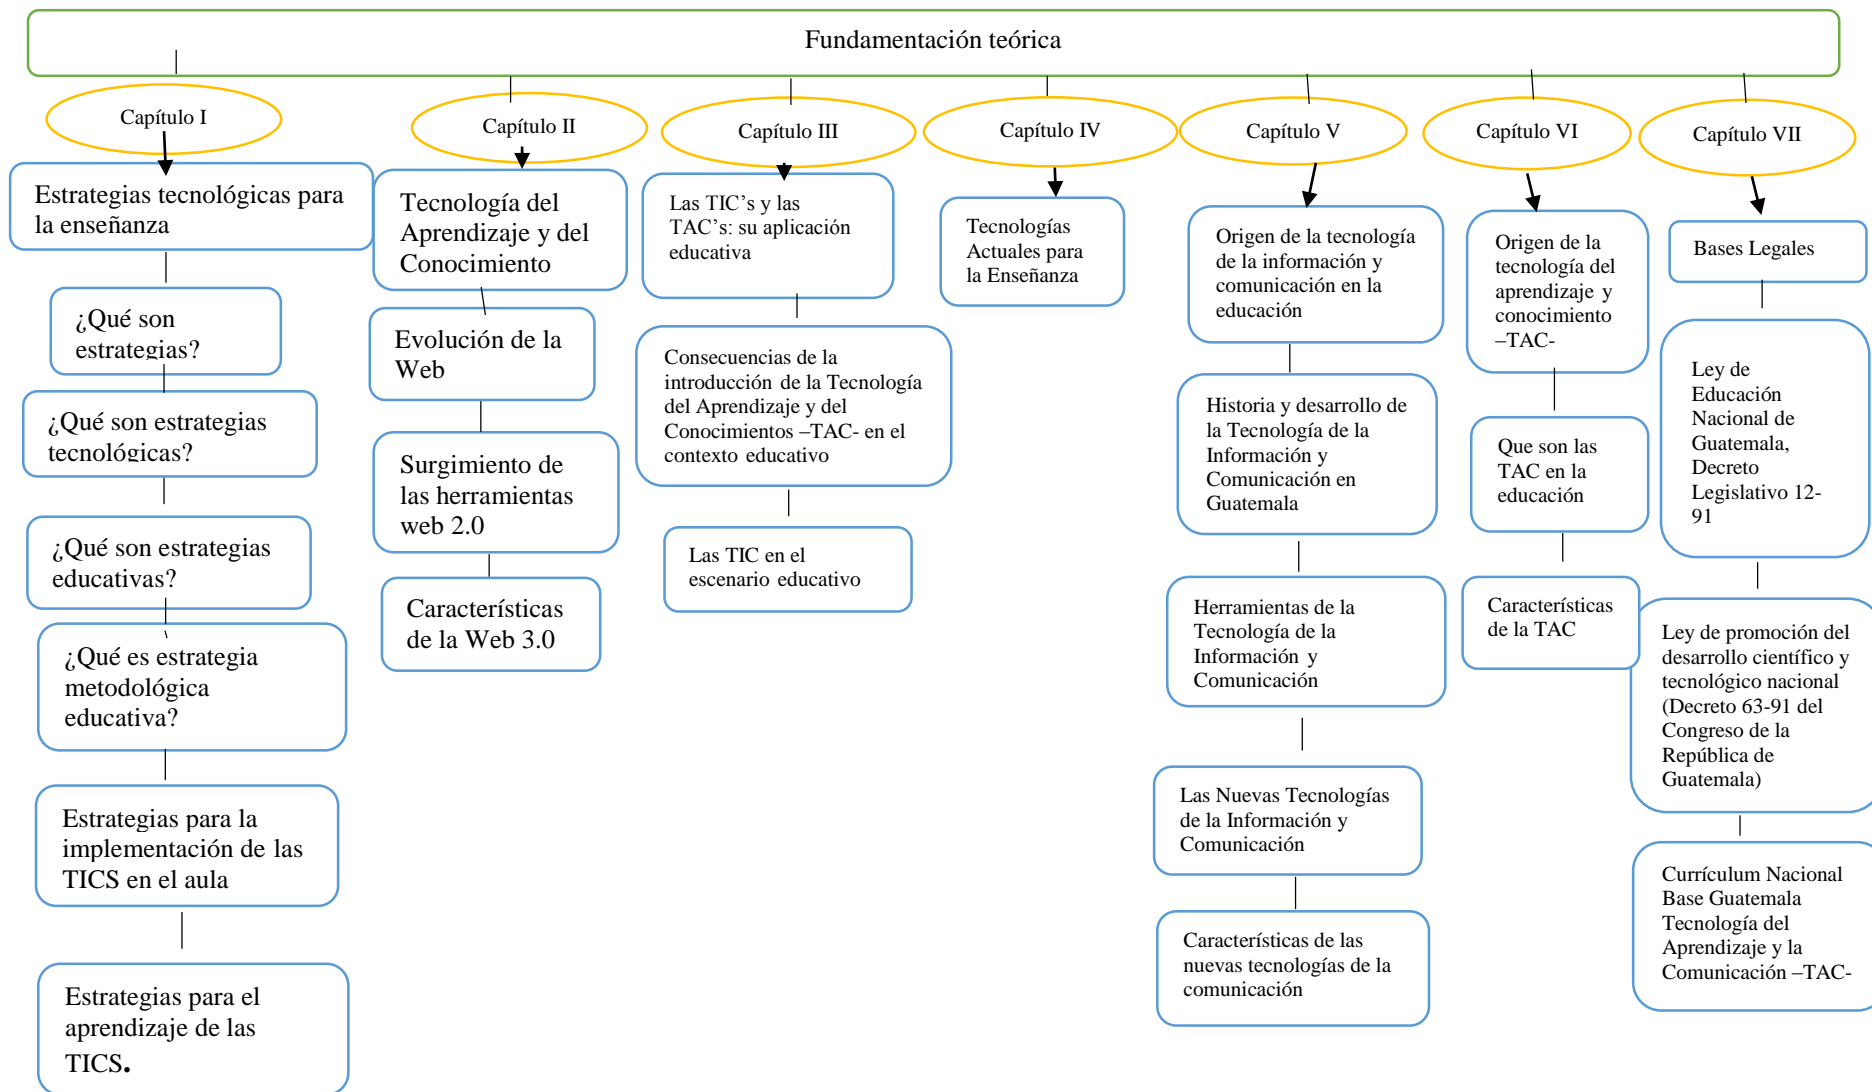 Fundamentación teórica
Capítulo I
Estrategias tecnológicas para
la enseñanza
¿Qué son
estrategias?
¿Qué son estrategias
tecnológicas?
¿Qué son estrategias
educativas?
¿Qué es estrategia
metodológica
educativa?
Estrategias para la
implementación de las
TICS en el aula
Estrategias para el
aprendizaje de las
TICS.
Capítulo II
Tecnología del
Aprendizaje y del
Conocimiento
Evolución de la
Web
Surgimiento de
las herramientas
web 2.0
Características
de la Web 3.0
Capítulo III
Las TIC’s y las
TAC’s: su aplicación
educativa
Consecuencias de la
introducción de la Tecnología
del Aprendizaje y del
Conocimientos –TAC- en el
contexto educativo
Las TIC en el
escenario educativo
Capítulo IV
Tecnologías
Actuales para
la Enseñanza
Capítulo V
Origen de la tecnología
de la información y
comunicación en la
educación
Historia y desarrollo de
la Tecnología de la
Información y
Comunicación en
Guatemala
Herramientas de la
Tecnología de la
Información y
Comunicación
Las Nuevas Tecnologías
de la Información y
Comunicación
Características de las
nuevas tecnologías de la
comunicación
Capítulo VI
Origen de la
tecnología del
aprendizaje y
conocimiento
–TAC-
Que son las
TAC en la
educación
Características
de la TAC
Capítulo VII
Bases Legales
Ley de
Educación
Nacional de
Guatemala,
Decreto
Legislativo 12-
91
Ley de promoción del
desarrollo científico y
tecnológico nacional
(Decreto 63-91 del
Congreso de la
República de
Guatemala)
Currículum Nacional
Base Guatemala
Tecnología del
Aprendizaje y la
Comunicación –TAC-